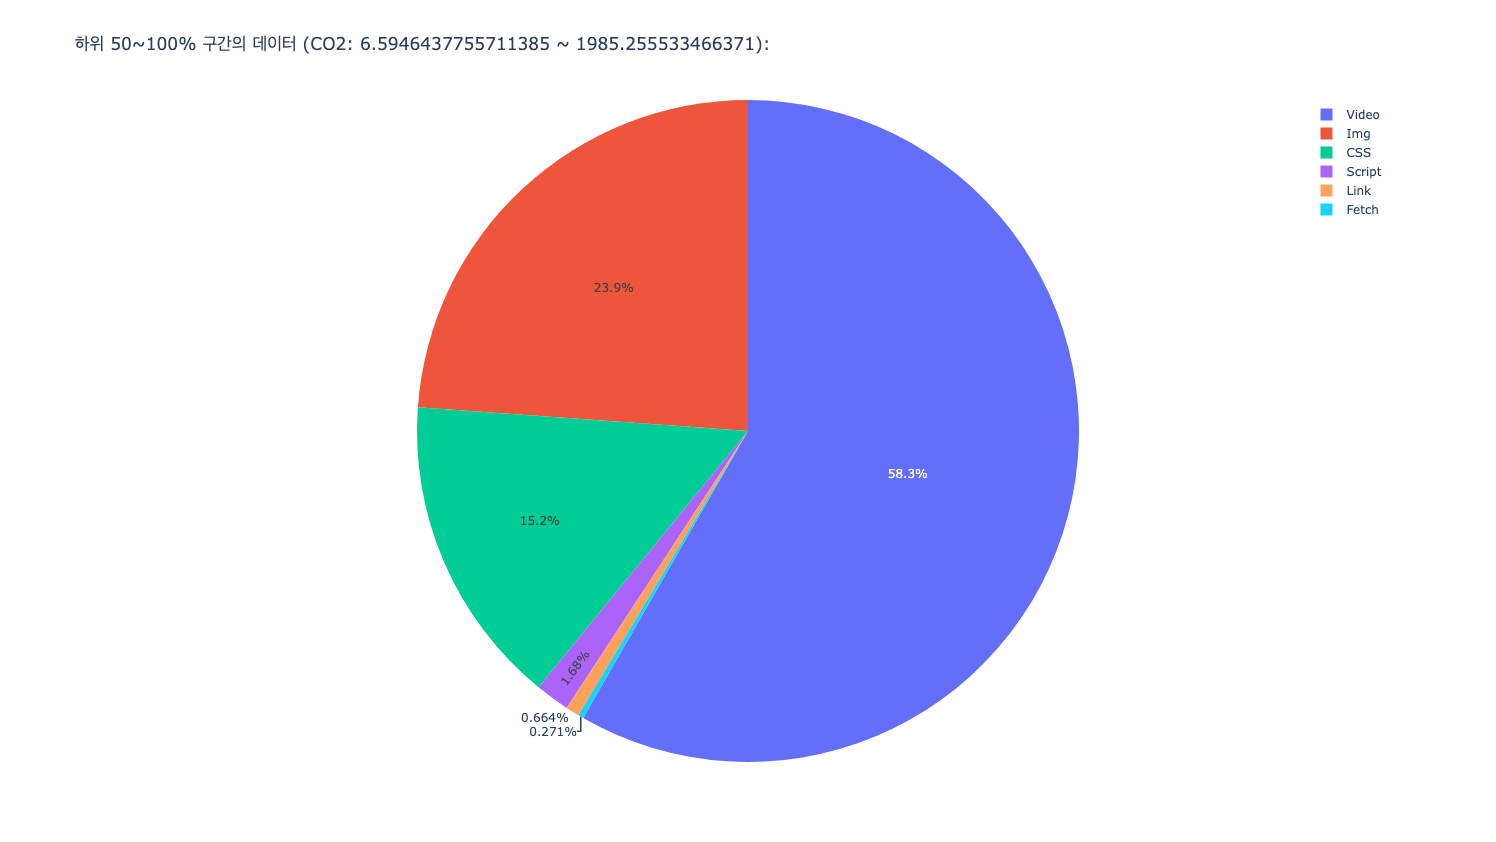 하위 50~100% 구간의 데이터 (CO2: 6.5946437755711385 ~ 1985.255533466371):
Video
Img
CSS
Script
Link
Fetch
23.9%
58.3%
15.2%
1.68%
0.664%
0.271%